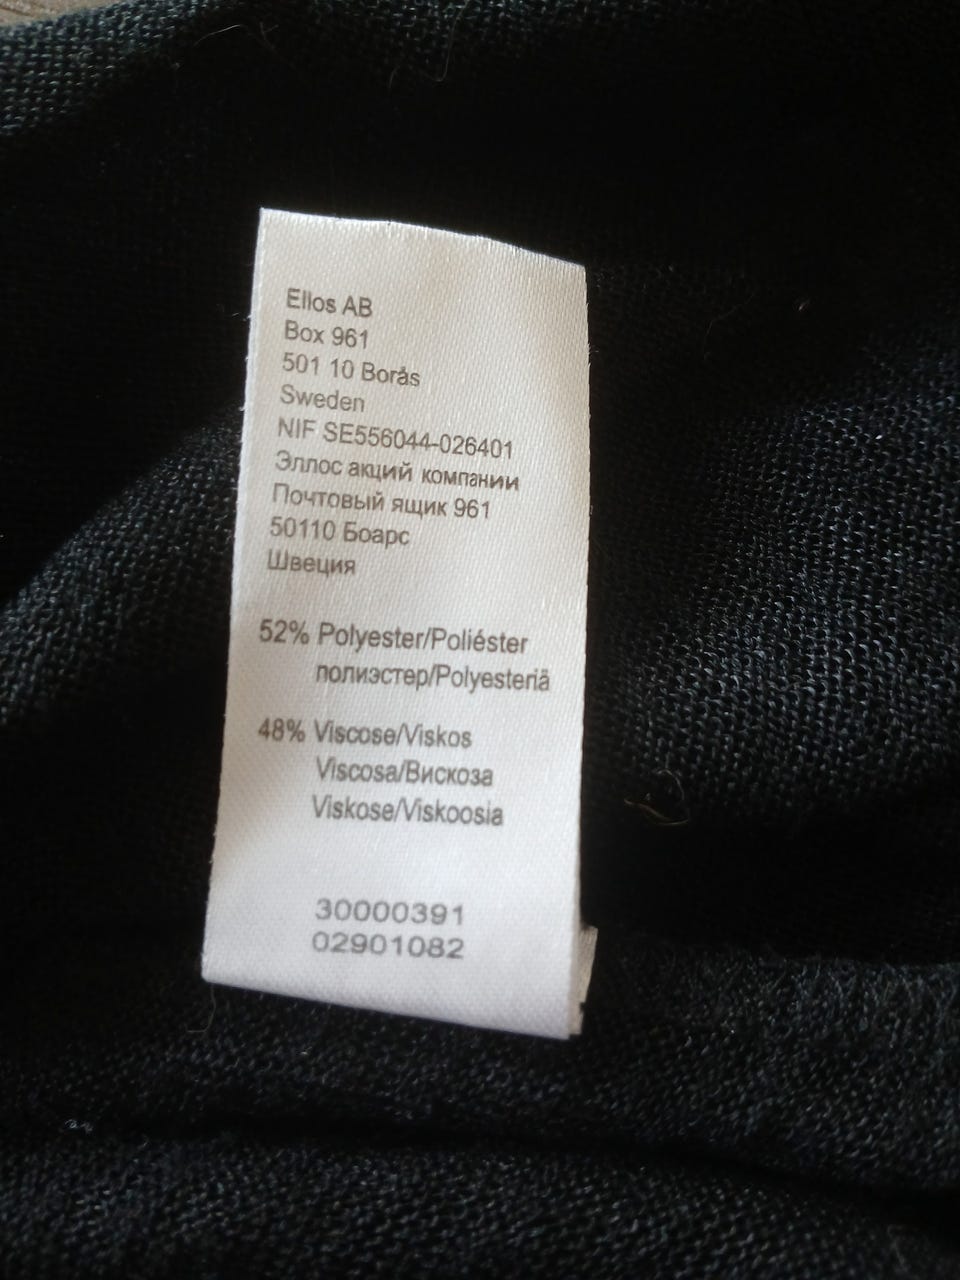 Ellos AB
Box 961
501 10 Borås
Sweden
NIF SE556044-026401
Эллос акций компании
Почтовый ящик 961
50110 Боарс
Швеция
52% Polyester/Poliéster
полиэстер/Polyesteriä
48% Viscose/Viskos
Viscosa/Вискоза
Viskose/Viskoosia
30000391
02901082